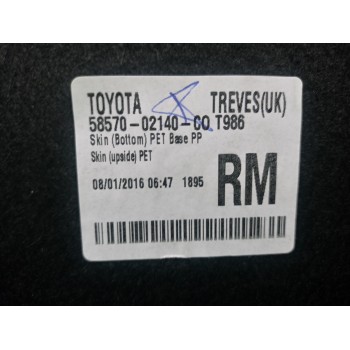 TOYOTA TREVES(UK)
58570-02140-C0 T986
Skin (Bottom) PET Base PP
Skin (upside) PET
08/01/2016 06:47 1895
RM